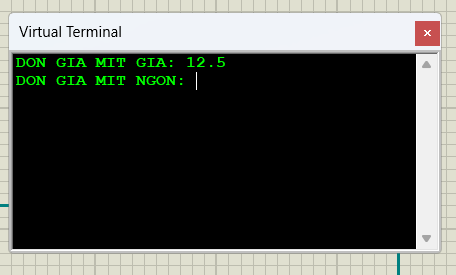 Virtual Terminal
DON GIA MIT GIA: 12.5
DON GIA MIT NGON: